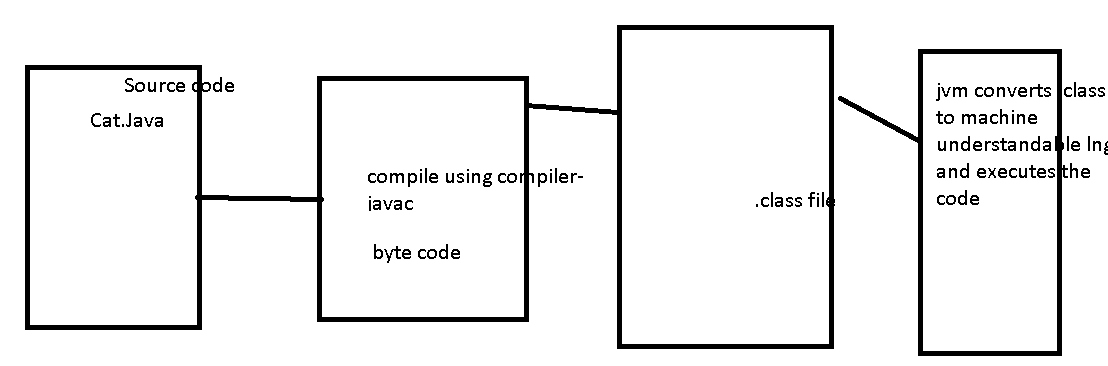 Source code
Cat.Java
compile using compiler-
javac
byte code
.class file
jvm converts class
to machine
understandable lng
and executes the
code